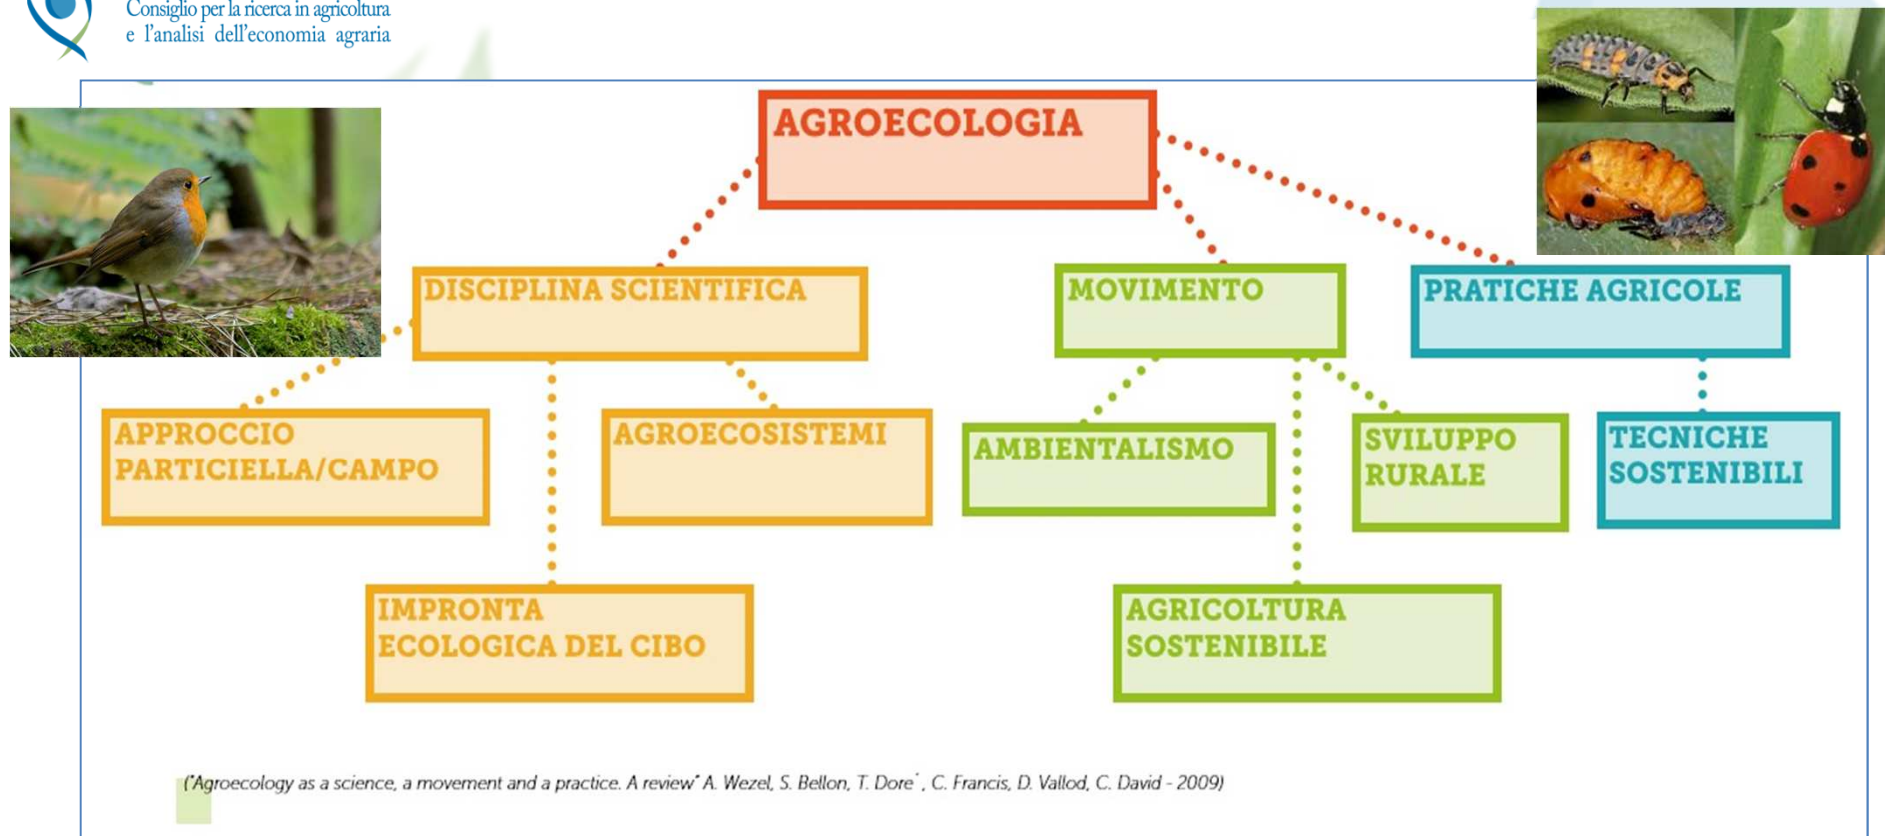 Consiglio per la ricerca in agricoltura
e l'analisi dell'economia agraria
AGROECOLOGIA
DISCIPLINA SCIENTIFICA
MOVIMENTO
PRATICHE AGRICOLE
APPROCCIO
PARTICIELLA/CAMPO
AGROECOSISTEMI
AMBIENTALISMO
SVILUPPO
RURALE
TECNICHE
SOSTENIBILI
IMPRONTA
ECOLOGICA DEL CIBO
AGRICOLTURA
SOSTENIBILE
("Agroecology as a science, a movement and a practice. A review" A. Wezel, S. Bellon, T. Dore´, C. Francis, D. Vallod, C. David - 2009)